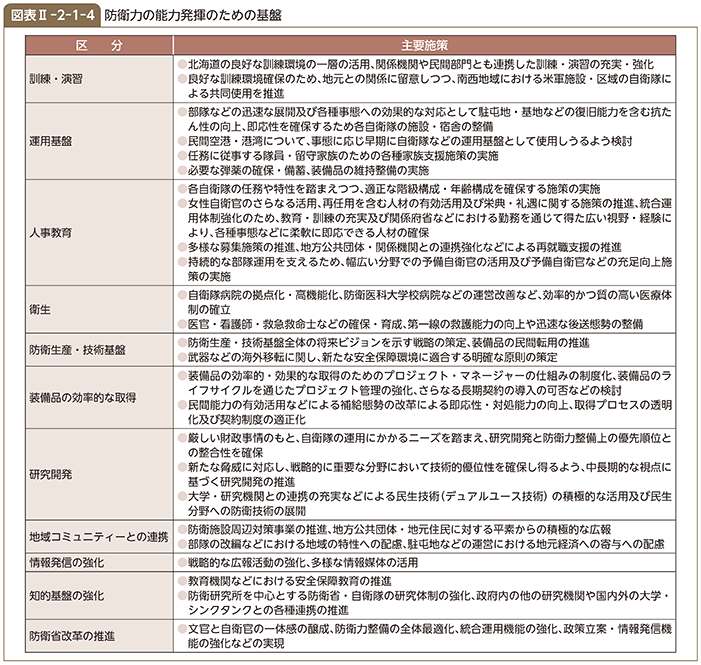 図表Ⅱ-2-1-4 防衛力の能力発揮のための基盤
区　分 主要施策
訓練・演習
●北海道の良好な訓練環境の一層の活用、関係機関や民間部門とも連携した訓練・演習の充実・強化
●良好な訓練環境確保のため、地元との関係に留意しつつ、南西地域における米軍施設・区域の自衛隊に
よる共同使用を推進
運用基盤
●部隊などの迅速な展開及び各種事態への効果的な対応として駐屯地・基地などの復旧能力を含む抗た
ん性の向上、即応性を確保するため各自衛隊の施設・宿舎の整備
●民間空港・港湾について、事態に応じ早期に自衛隊などの運用基盤として使用しうるよう検討
●任務に従事する隊員・留守家族のための各種家族支援施策の実施
●必要な弾薬の確保・備蓄、装備品の維持整備の実施
人事教育
●各自衛隊の任務や特性を踏まえつつ、適正な階級構成・年齢構成を確保する施策の実施
●女性自衛官のさらなる活用、再任用を含む人材の有効活用及び栄典・礼遇に関する施策の推進、統合運
用体制強化のため、教育・訓練の充実及び関係府省などにおける勤務を通じて得た広い視野・経験に
より、各種事態などに柔軟に即応できる人材の確保
●多様な募集施策の推進、地方公共団体・関係機関との連携強化などによる再就職支援の推進
●持続的な部隊運用を支えるため、幅広い分野での予備自衛官の活用及び予備自衛官などの充足向上施
策の実施
衛生
●自衛隊病院の拠点化・高機能化、防衛医科大学校病院などの運営改善など、効率的かつ質の高い医療体
制の確立
●医官・看護師・救急救命士などの確保・育成、第一線の救護能力の向上や迅速な後送態勢の整備
防衛生産・技術基盤
●防衛生産・技術基盤全体の将来ビジョンを示す戦略の策定、装備品の民間転用の推進
●武器などの海外移転に関し、新たな安全保障環境に適合する明確な原則の策定
装備品の効率的な取得
●装備品の効率的・効果的な取得のためのプロジェクト・マネージャーの仕組みの制度化、装備品のラ
イフサイクルを通じたプロジェクト管理の強化、さらなる長期契約の導入の可否などの検討
●民間能力の有効活用などによる補給態勢の改革による即応性・対処能力の向上、取得プロセスの透明
化及び契約制度の適正化
研究開発
●厳しい財政事情のもと、自衛隊の運用にかかるニーズを踏まえ、研究開発と防衛力整備上の優先順位と
の整合性を確保
●新たな脅威に対応し、戦略的に重要な分野において技術的優位性を確保し得るよう、中長期的な視点に
基づく研究開発の推進
●大学・研究機関との連携の充実などによる民生技術（デュアルユース技術）の積極的な活用及び民生
分野への防衛技術の展開
地域コミュニティーとの連携
●防衛施設周辺対策事業の推進、地方公共団体・地元住民に対する平素からの積極的な広報
●部隊の改編などにおける地域の特性への配慮、駐屯地などの運営における地元経済への寄与への配慮
情報発信の強化
●戦略的な広報活動の強化、多様な情報媒体の活用
知的基盤の強化
●教育機関などにおける安全保障教育の推進
●防衛研究所を中心とする防衛省・自衛隊の研究体制の強化、政府内の他の研究機関や国内外の大学・
シンクタンクとの各種連携の推進
防衛省改革の推進
●文官と自衛官の一体感の醸成、防衛力整備の全体最適化、統合運用機能の強化、政策立案・情報発信機
能の強化などの実現